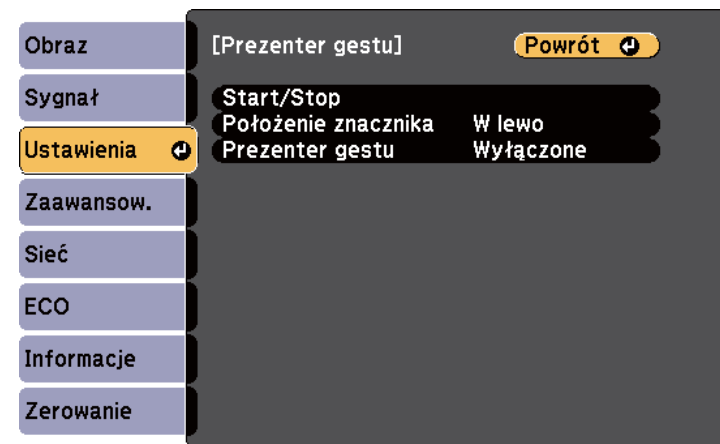 Obraz
Sygnał
Ustawienia
Zaawansow.
Sieć
ECO
Informacje
Zerowanie
[Prezenter gestu] Powrót
Start/Stop
Położenie znacznika W lewo
Prezenter gestu Wyłączone